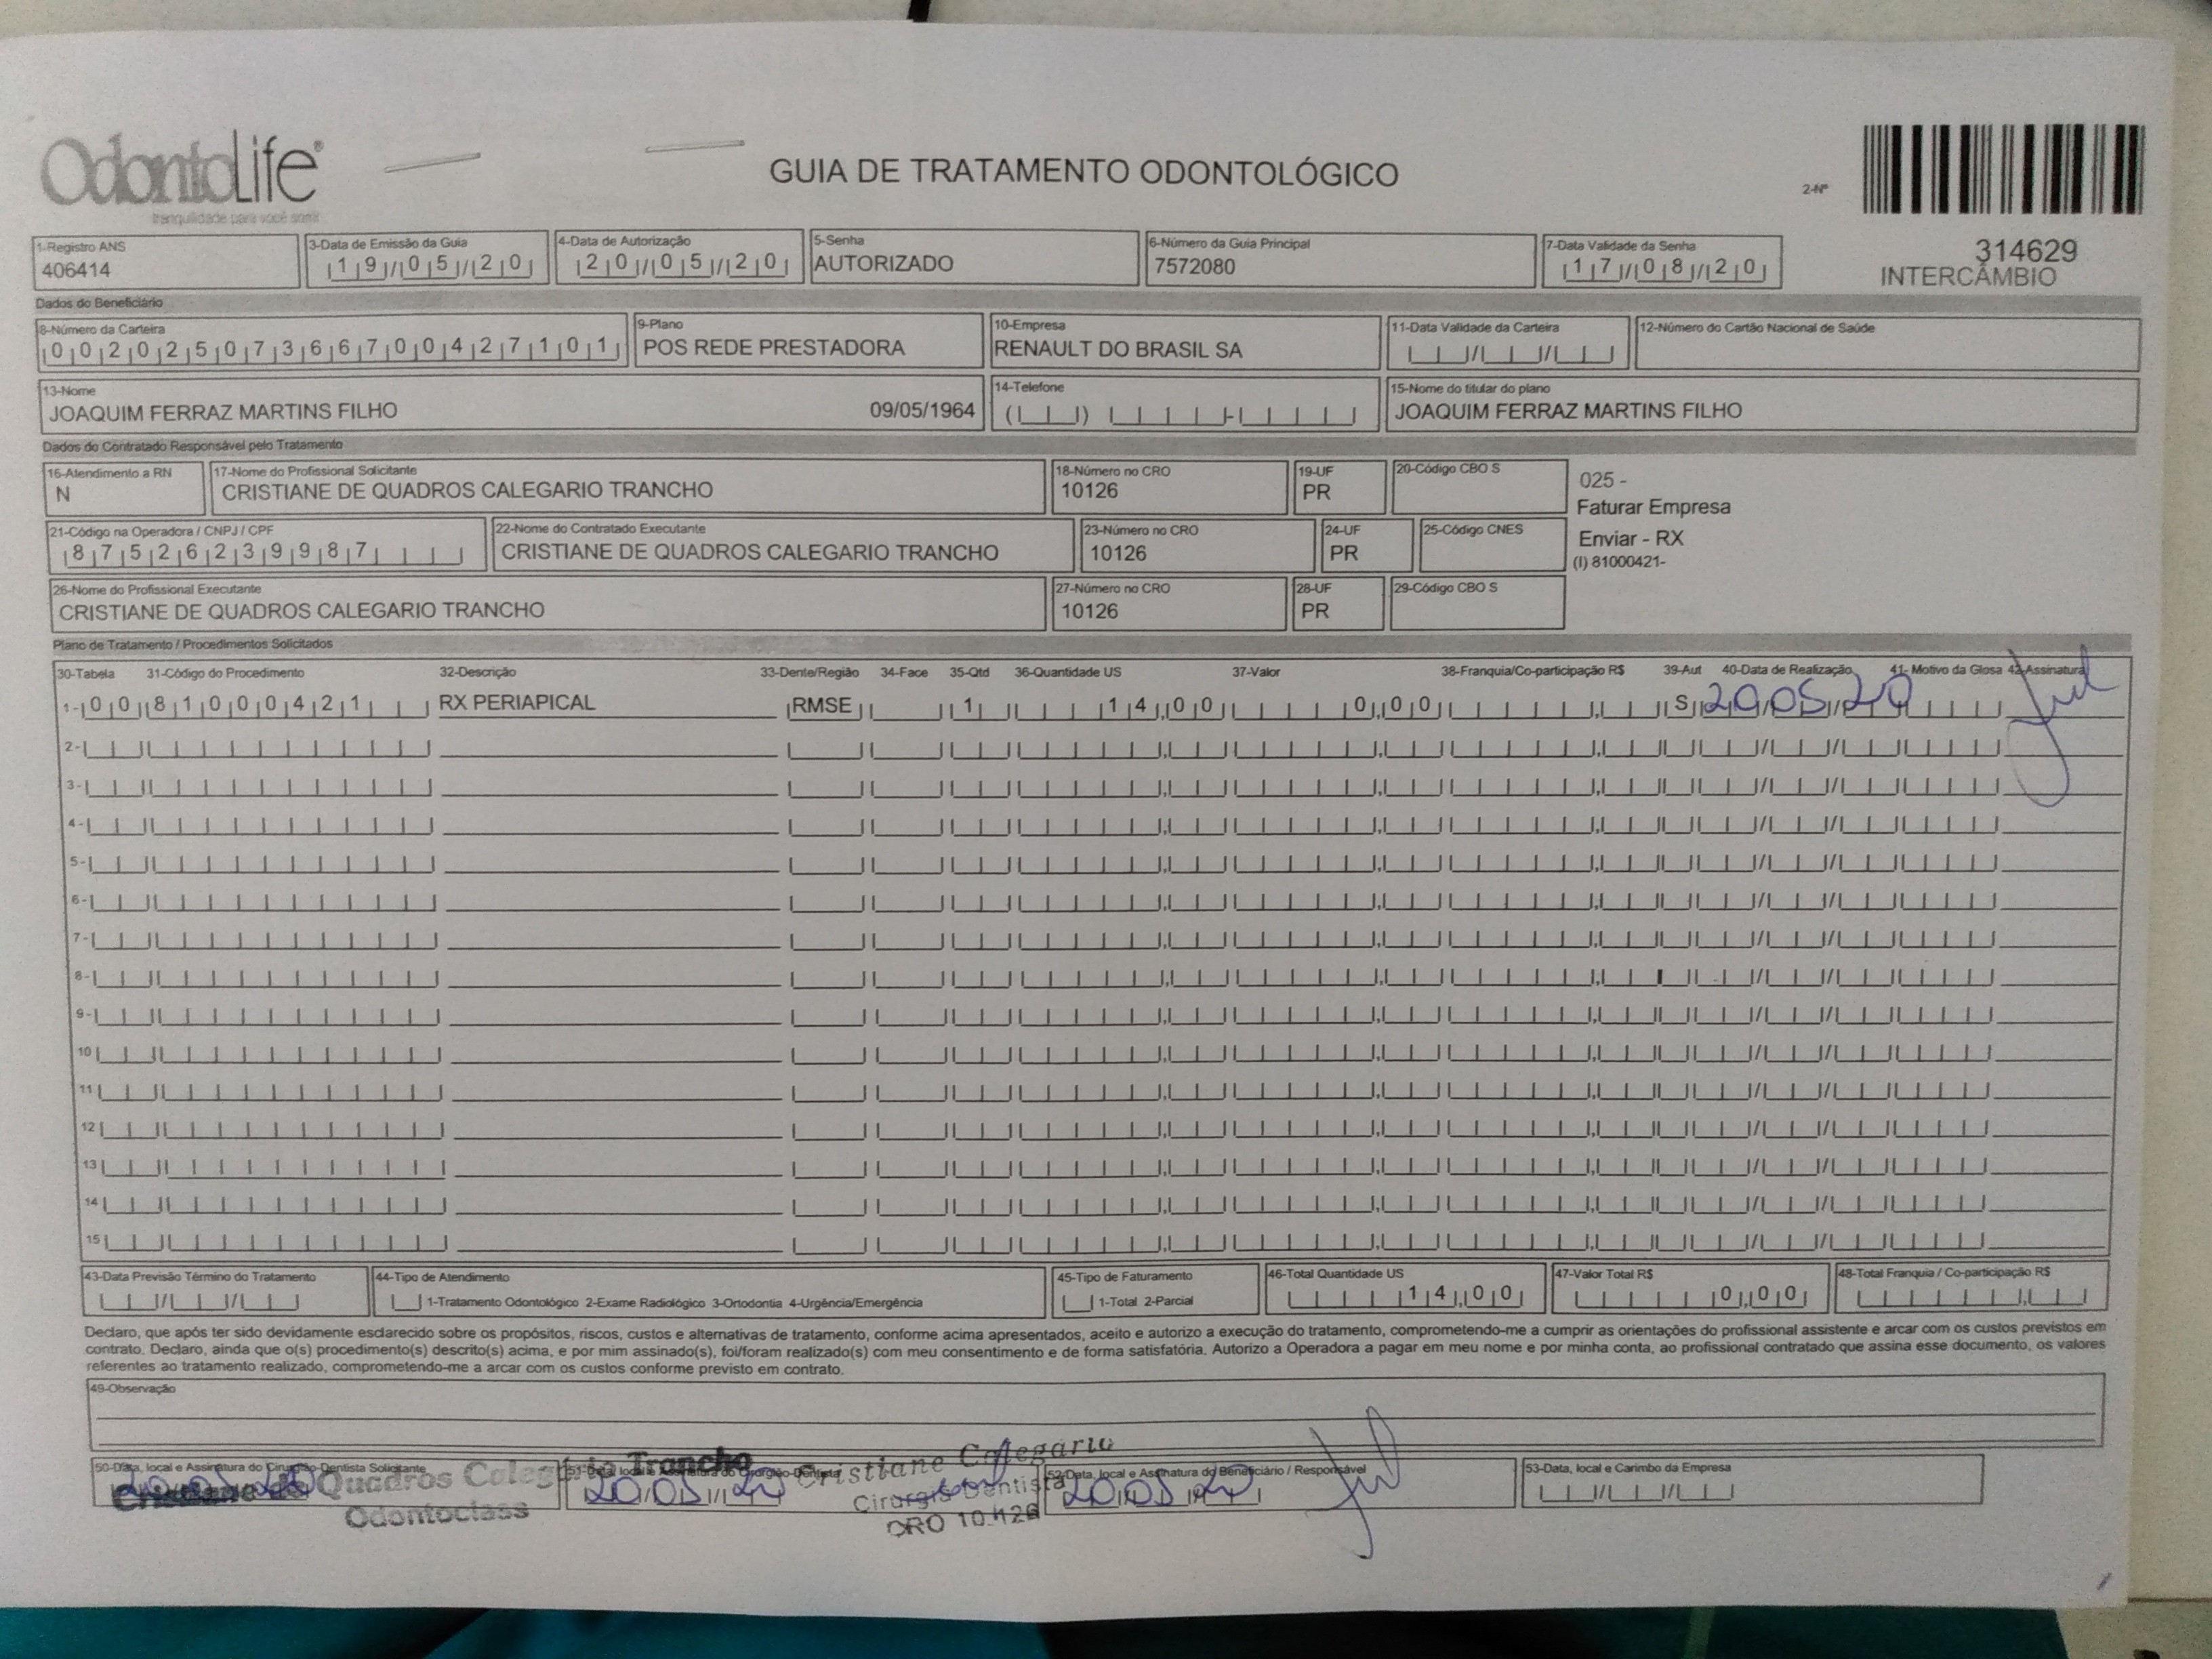 OdontoLife®
tranquilidade para você sorrir
GUIA DE TRATAMENTO ODONTOLÓGICO
2-Nº
314629
INTERCÂMBIO
1-Registro ANS
406414
3-Data de Emissão da Guia
19/05/20
4-Data de Autorização
20/05/20
5-Senha
AUTORIZADO
6-Número da Guia Principal
7572080
7-Data Validade da Senha
17/08/20
Dados do Beneficiário
8-Número da Carteira
00202507366700427101
9-Plano
POS REDE PRESTADORA
10-Empresa
RENAULT DO BRASIL SA
11-Data Validade da Carteira
12-Número do Cartão Nacional de Saúde
13-Nome
JOAQUIM FERRAZ MARTINS FILHO 09/05/1964
14-Telefone
15-Nome do titular do plano
JOAQUIM FERRAZ MARTINS FILHO
Dados do Contratado Responsável pelo Tratamento
16-Atendimento a RN
N
17-Nome do Profissional Solicitante
CRISTIANE DE QUADROS CALEGARIO TRANCHO
18-Número no CRO
10126
19-UF
PR
20-Código CBO S
025 -
Faturar Empresa
Enviar - RX
(I) 81000421-
21-Código na Operadora / CNPJ / CPF
87526239987
22-Nome do Contratado Executante
CRISTIANE DE QUADROS CALEGARIO TRANCHO
23-Número no CRO
10126
24-UF
PR
25-Código CNES
26-Nome do Profissional Executante
CRISTIANE DE QUADROS CALEGARIO TRANCHO
27-Número no CRO
10126
28-UF
PR
29-Código CBO S
Plano de Tratamento / Procedimentos Solicitados
30-Tabela 31-Código do Procedimento 32-Descrição 33-Dente/Região 34-Face 35-Qtd 36-Quantidade US 37-Valor 38-Franquia/Co-participação R$ 39-Aut 40-Data de Realização 41- Motivo da Glosa 42-Assinatura
1- 00 81000421 RX PERIAPICAL RMSE 1 14,00 0,00 S 20/05/20
2-
3-
4-
5-
6-
7-
8-
9-
10
11
12
13
14
15
43-Data Previsão Término do Tratamento
44-Tipo de Atendimento
1-Tratamento Odontológico 2-Exame Radiológico 3-Ortodontia 4-Urgência/Emergência
45-Tipo de Faturamento
1-Total 2-Parcial
46-Total Quantidade US
14,00
47-Valor Total R$
0,00
48-Total Franquia / Co-participação R$
Declaro, que após ter sido devidamente esclarecido sobre os propósitos, riscos, custos e alternativas de tratamento, conforme acima apresentados, aceito e autorizo a execução do tratamento, comprometendo-me a cumprir as orientações do profissional assistente e arcar com os custos previstos em
contrato. Declaro, ainda que o(s) procedimento(s) descrito(s) acima, e por mim assinado(s), foi/foram realizado(s) com meu consentimento e de forma satisfatória. Autorizo a Operadora a pagar em meu nome e por minha conta, ao profissional contratado que assina esse documento, os valores
referentes ao tratamento realizado, comprometendo-me a arcar com os custos conforme previsto em contrato.
49-Observação
50-Data, local e Assinatura do Cirurgião-Dentista Solicitante
20/05/20
Cristiane de Quadros Calegario Trancho
Odontoclass
51-Data, local e Assinatura do Cirurgião-Dentista
20/05/20
Cristiane Calegario
Cirurgiã Dentista
CRO 10.126
52-Data, local e Assinatura do Beneficiário / Responsável
20/05/20
53-Data, local e Carimbo da Empresa